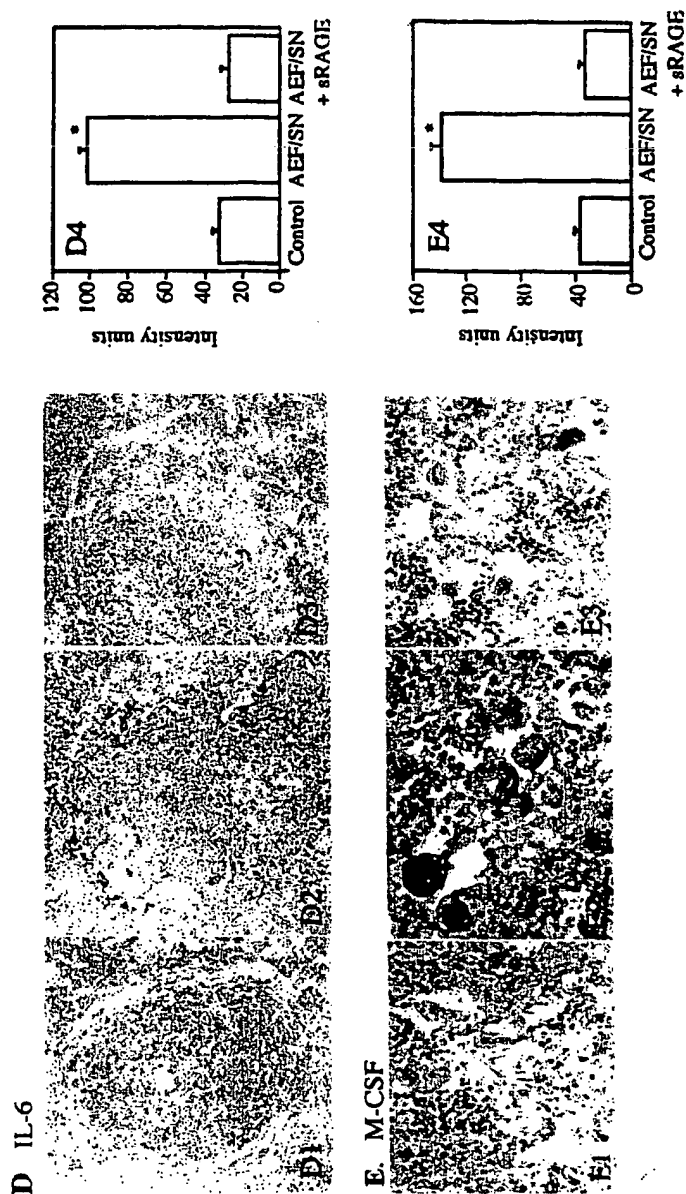 D IL-6
D1
D2
D3
D4
Intensity units
120
100
80
60
40
20
0
Control AEF/SN AEF/SN
+ sRAGE
*
E. M-CSF
E1
E3
E4
Intensity units
160
120
80
40
0
Control AEF/SN AEF/SN
+ sRAGE
*